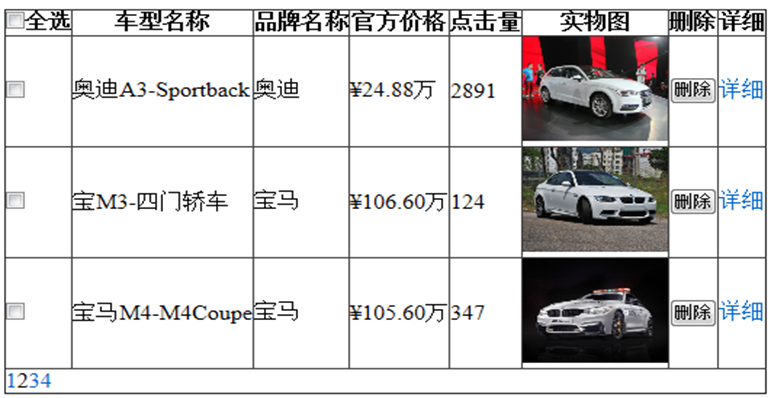 全选 车型名称 品牌名称 官方价格 点击量 实物图 删除 详细
奥迪A3-Sportback 奥迪 ¥24.88万 2891 删除 详细
宝M3-四门轿车 宝马 ¥106.60万 124 删除 详细
宝马M4-M4Coupe 宝马 ¥105.60万 347 删除 详细
1234